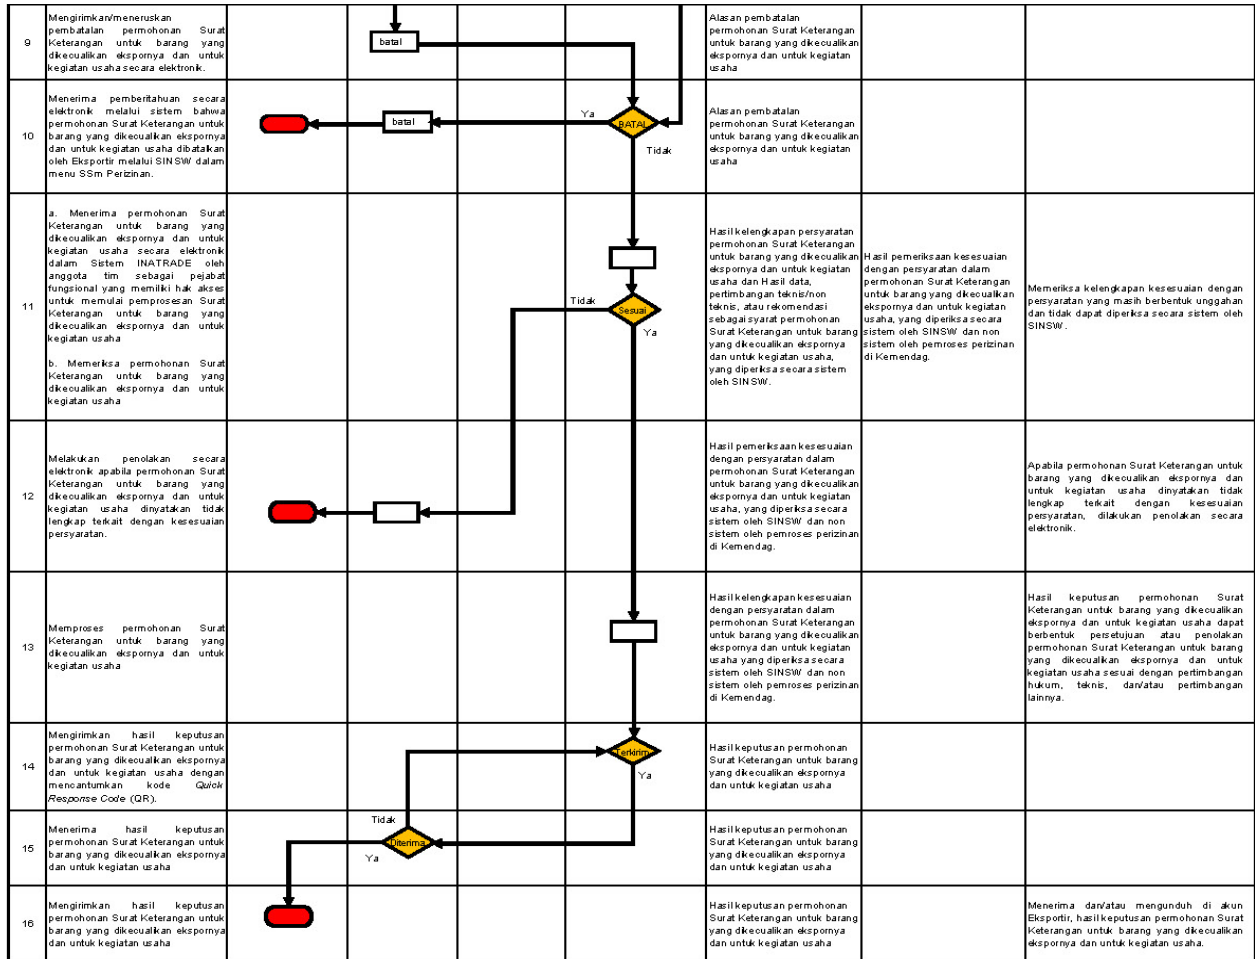 9
Mengirimkan/meneruskan
pembatalan permohonan Surat
Keterangan untuk barang yang
dikecualikan ekspornya dan untuk
kegiatan usaha secara elektronik.
batal
Alasan pembatalan
permohonan Surat Keterangan
untuk barang yang dikecualikan
ekspornya dan untuk kegiatan
usaha
10
Menerima pemberitahuan secara
elektronik melalui sistem bahwa
permohonan Surat Keterangan untuk
barang yang dikecualikan ekspornya
dan untuk kegiatan usaha dibatalkan
oleh Eksportir melalui SINSW dalam
menu SSm Perizinan.
batal
Ya
BATAL
Tidak
Alasan pembatalan
permohonan Surat Keterangan
untuk barang yang dikecualikan
ekspornya dan untuk kegiatan
usaha
11
a. Menerima permohonan Surat
Keterangan untuk barang yang
dikecualikan ekspornya dan untuk
kegiatan usaha secara elektronik
dalam Sistem INATRADE oleh
anggota tim sebagai pejabat
fungsional yang memiliki hak akses
untuk memulai pemprosesan Surat
Keterangan untuk barang yang
dikecualikan ekspornya dan untuk
kegiatan usaha
b. Memeriksa permohonan Surat
Keterangan untuk barang yang
dikecualikan ekspornya dan untuk
kegiatan usaha
Tidak
Sesuai
Ya
Hasil kelengkapan persyaratan
permohonan Surat Keterangan
untuk barang yang dikecualikan
ekspornya dan untuk kegiatan
usaha dan Hasil data,
pertimbangan teknis/non
teknis, atau rekomendasi
sebagai syarat permohonan
Surat Keterangan untuk barang
yang dikecualikan ekspornya
dan untuk kegiatan usaha,
yang diperiksa secara sistem
oleh SINSW.
Hasil pemeriksaan kesesuaian
dengan persyaratan dalam
permohonan Surat Keterangan
untuk barang yang dikecualikan
ekspornya dan untuk kegiatan
usaha, yang diperiksa secara
sistem oleh SINSW dan non
sistem oleh pemroses perizinan
di Kemendag.
Memeriksa kelengkapan kesesuaian dengan
persyaratan yang masih berbentuk unggahan
dan tidak dapat diperiksa secara sistem oleh
SINSW.
12
Melakukan penolakan secara
elektronik apabila permohonan Surat
Keterangan untuk barang yang
dikecualikan ekspornya dan untuk
kegiatan usaha dinyatakan tidak
lengkap terkait dengan kesesuaian
persyaratan.
Hasil pemeriksaan kesesuaian
dengan persyaratan dalam
permohonan Surat Keterangan
untuk barang yang dikecualikan
ekspornya dan untuk kegiatan
usaha, yang diperiksa secara
sistem oleh SINSW dan non
sistem oleh pemroses perizinan
di Kemendag.
Apabila permohonan Surat Keterangan untuk
barang yang dikecualikan ekspornya dan
untuk kegiatan usaha dinyatakan tidak
lengkap terkait dengan kesesuaian
persyaratan, dilakukan penolakan secara
elektronik.
13
Memproses permohonan Surat
Keterangan untuk barang yang
dikecualikan ekspornya dan untuk
kegiatan usaha
Hasil kelengkapan kesesuaian
dengan persyaratan dalam
permohonan Surat Keterangan
untuk barang yang dikecualikan
ekspornya dan untuk kegiatan
usaha yang diperiksa secara
sistem oleh SINSW dan non
sistem oleh pemroses perizinan
di Kemendag.
Hasil keputusan permohonan Surat
Keterangan untuk barang yang dikecualikan
ekspornya dan untuk kegiatan usaha dapat
berbentuk persetujuan atau penolakan
permohonan Surat Keterangan untuk barang
yang dikecualikan ekspornya dan untuk
kegiatan usaha sesuai dengan pertimbangan
hukum, teknis, dan/atau pertimbangan
lainnya.
14
Mengirimkan hasil keputusan
permohonan Surat Keterangan untuk
barang yang dikecualikan ekspornya
dan untuk kegiatan usaha dengan
mencantumkan kode Quick
Response Code (QR).
Terkirim
Ya
Hasil keputusan permohonan
Surat Keterangan untuk barang
yang dikecualikan ekspornya
dan untuk kegiatan usaha
15
Menerima hasil keputusan
permohonan Surat Keterangan untuk
barang yang dikecualikan ekspornya
dan untuk kegiatan usaha
Tidak
Diterima
Ya
Hasil keputusan permohonan
Surat Keterangan untuk barang
yang dikecualikan ekspornya
dan untuk kegiatan usaha
16
Mengirimkan hasil keputusan
permohonan Surat Keterangan untuk
barang yang dikecualikan ekspornya
dan untuk kegiatan usaha
Hasil keputusan permohonan
Surat Keterangan untuk barang
yang dikecualikan ekspornya
dan untuk kegiatan usaha
Menerima dan/atau mengunduh di akun
Eksportir, hasil keputusan permohonan Surat
Keterangan untuk barang yang dikecualikan
ekspornya dan untuk kegiatan usaha.